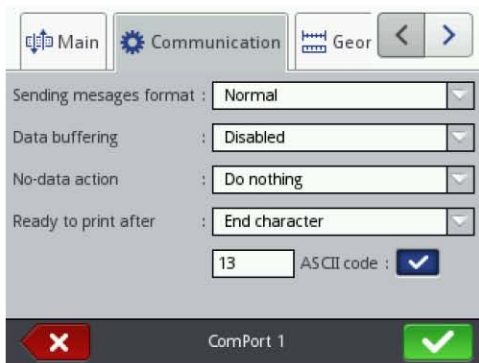 Main Communication Geor
Sending mesages format : Normal
Data buffering : Disabled
No-data action : Do nothing
Ready to print after : End character
13 ASCII code :
ComPort 1